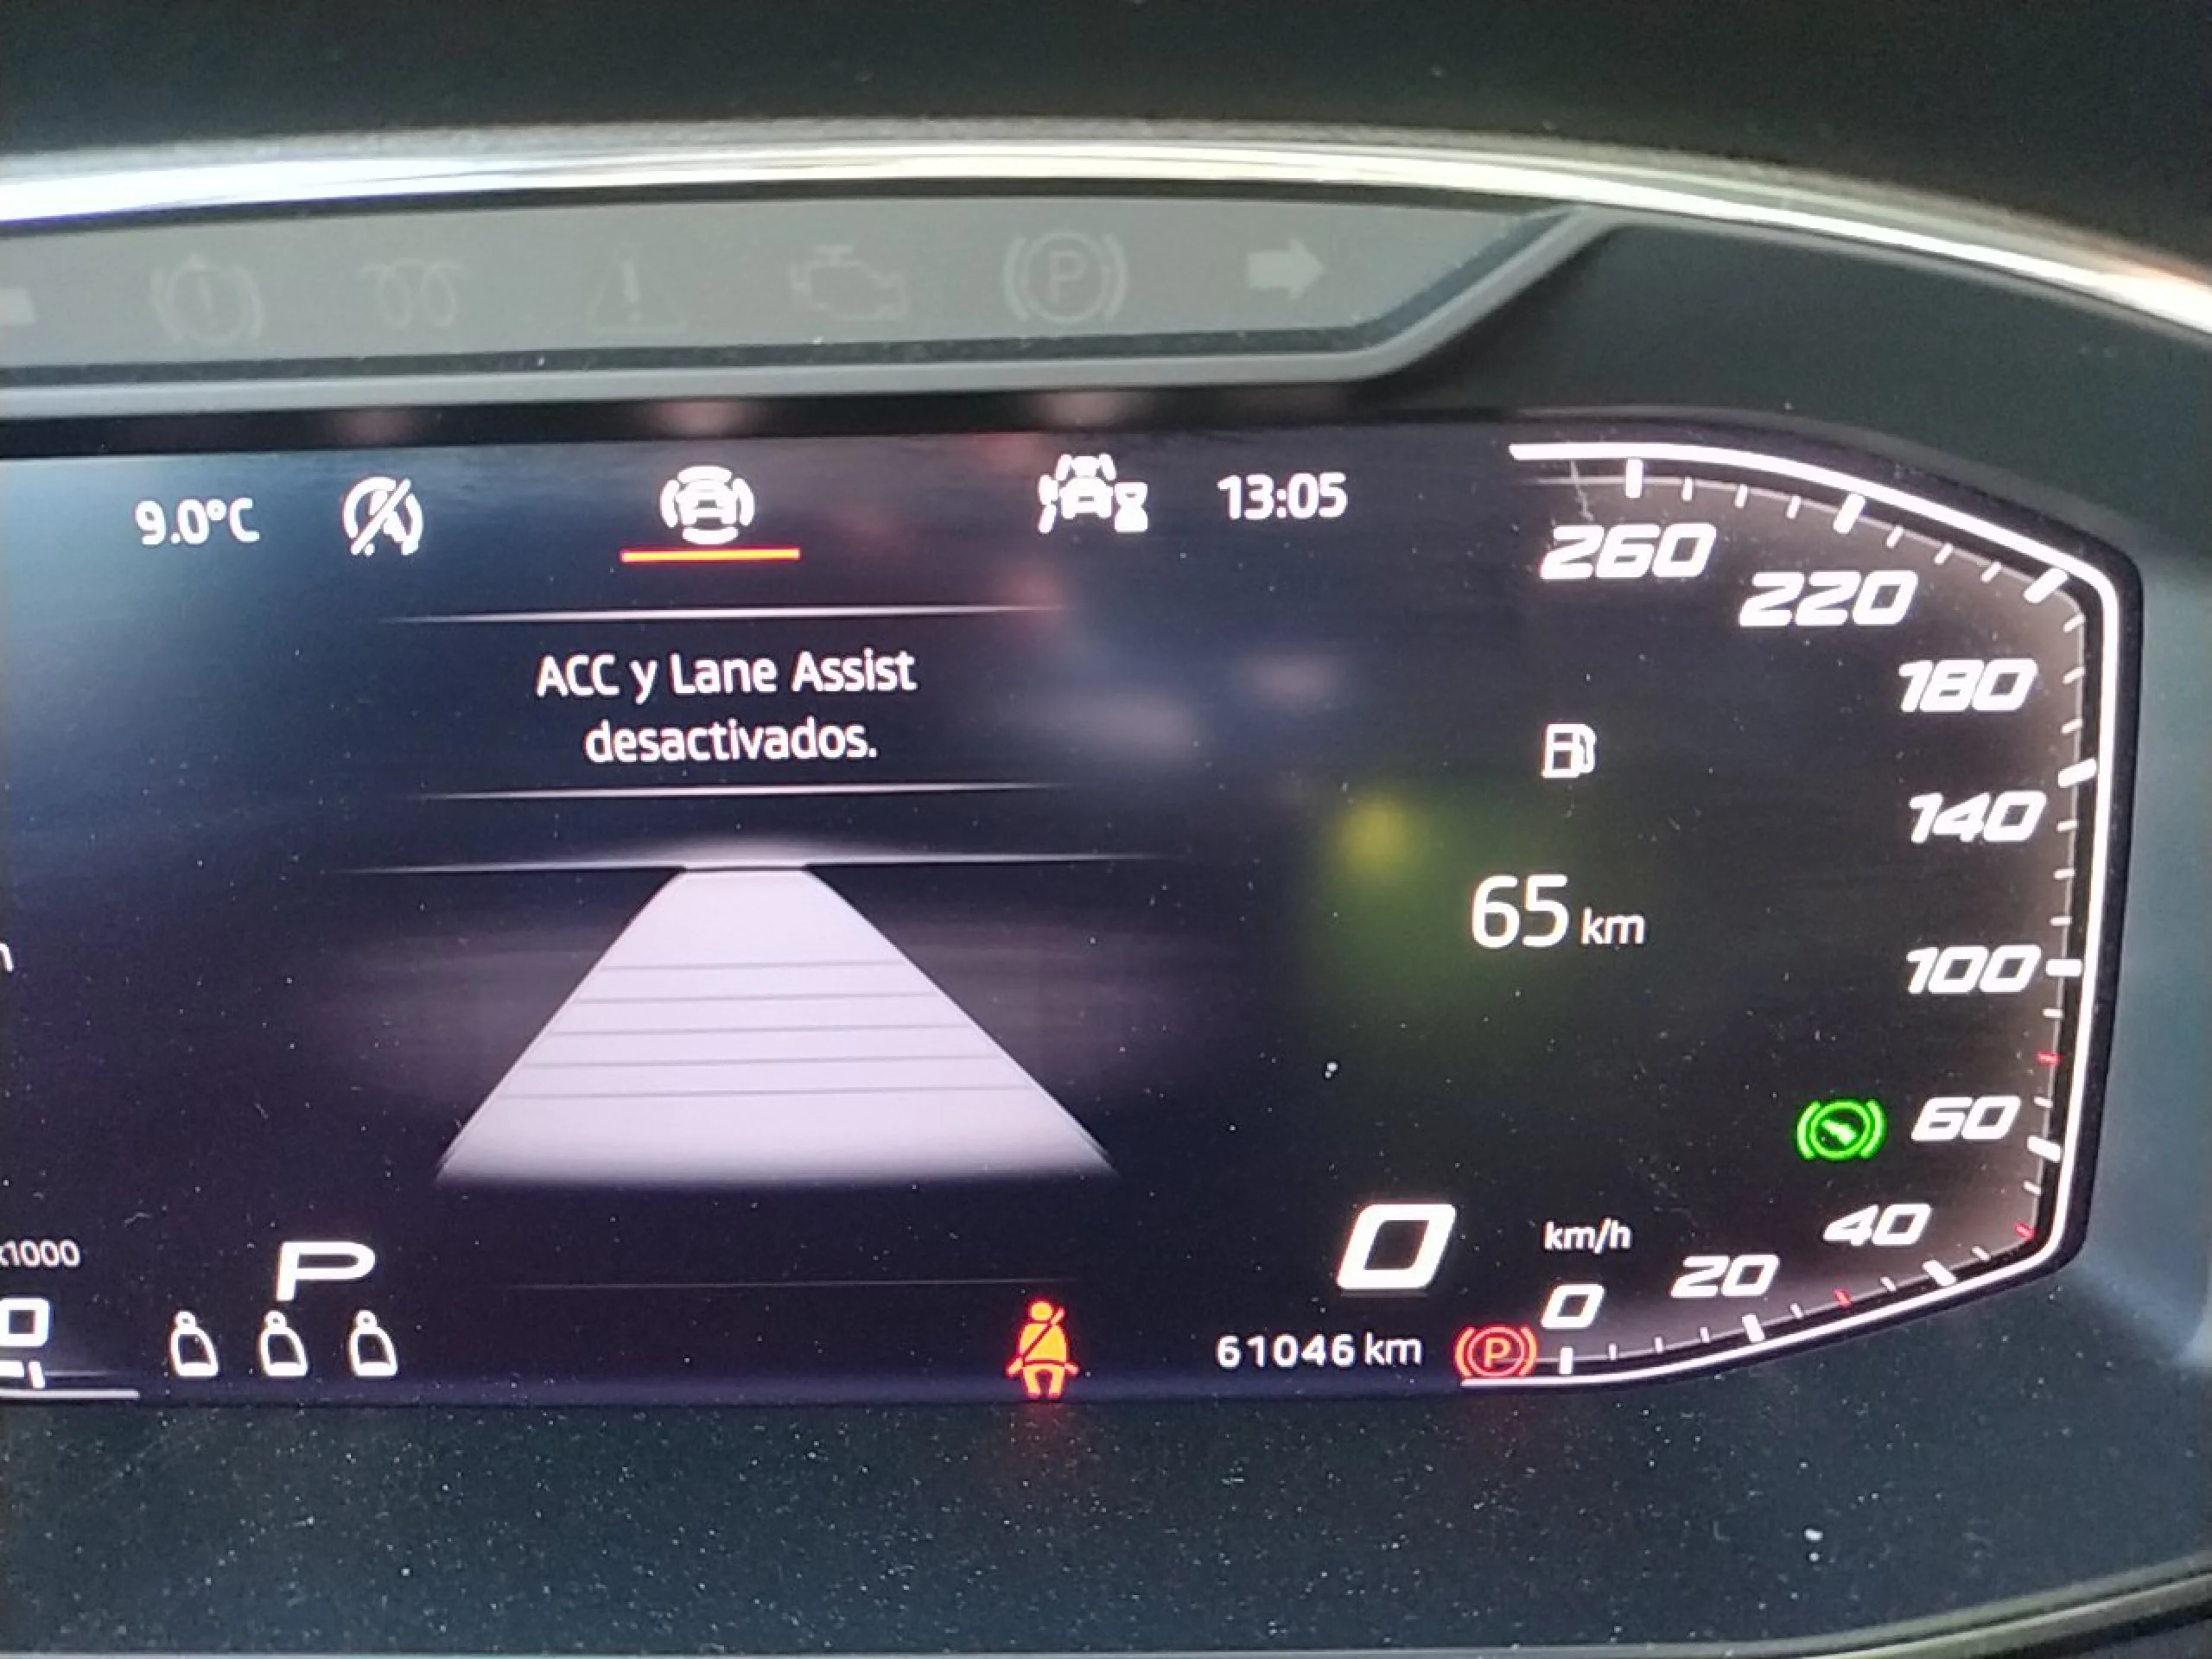 9.0°C
13:05
ACC y Lane Assist
desactivados.
260
220
180
140
100
60
40
20
0
65 km
0 km/h
x1000
P
61046 km
P
P